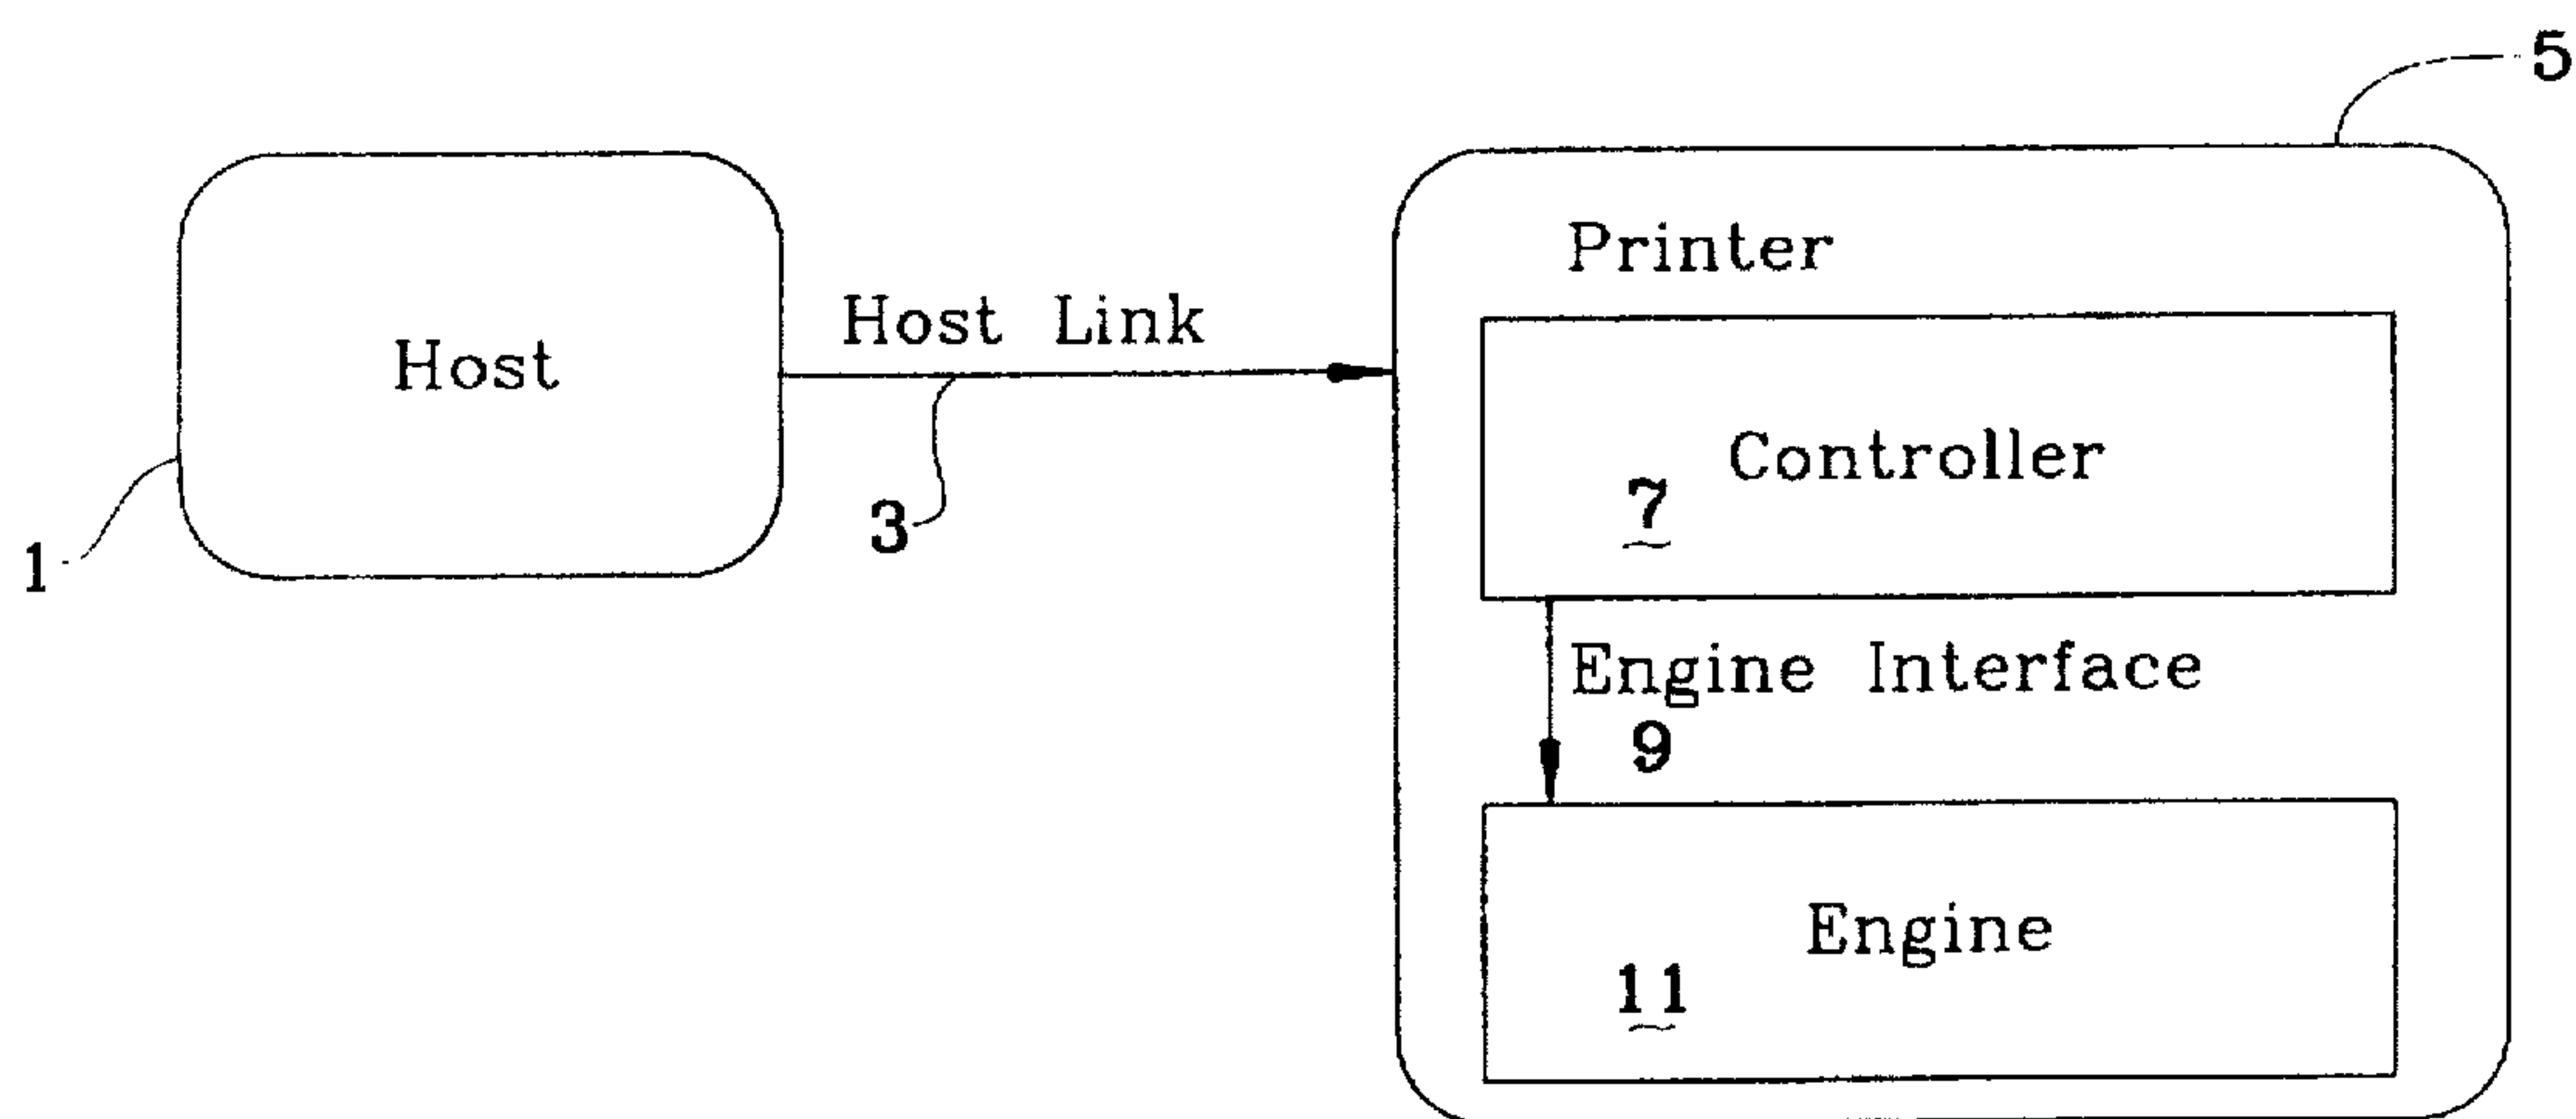 5
Printer
Host Link
Host
Controller
7
3
1
Engine Interface
9
Engine
11